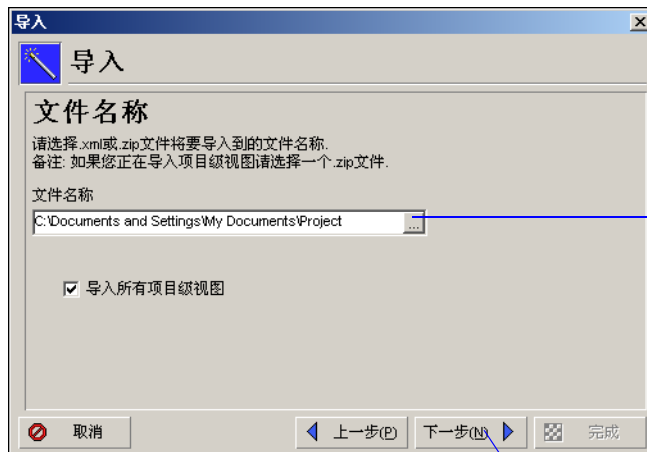 导入
导入
文件名称
请选择.xml或.zip文件将要导入到的文件名称.
备注: 如果您正在导入项目级视图请选择一个.zip文件.
文件名称
C:\Documents and Settings\My Documents\Project
...
导入所有项目级视图
取消
上一步(P)
下一步(N)
完成